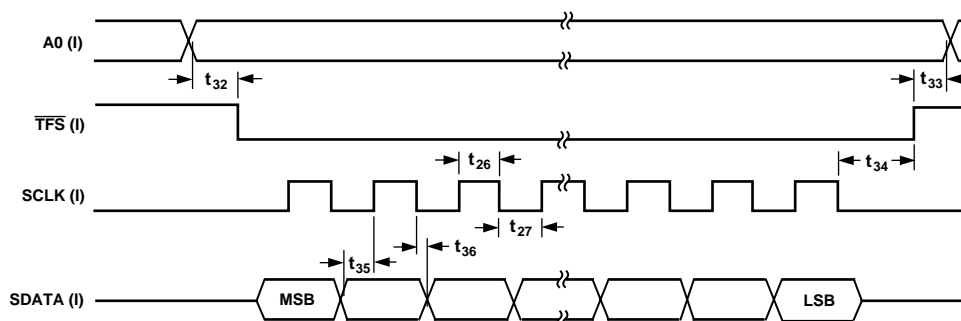 A0 (I)
t32
t33
TFS (I)
t26
t34
SCLK (I)
t27
t36
t35
SDATA (I)
MSB
LSB